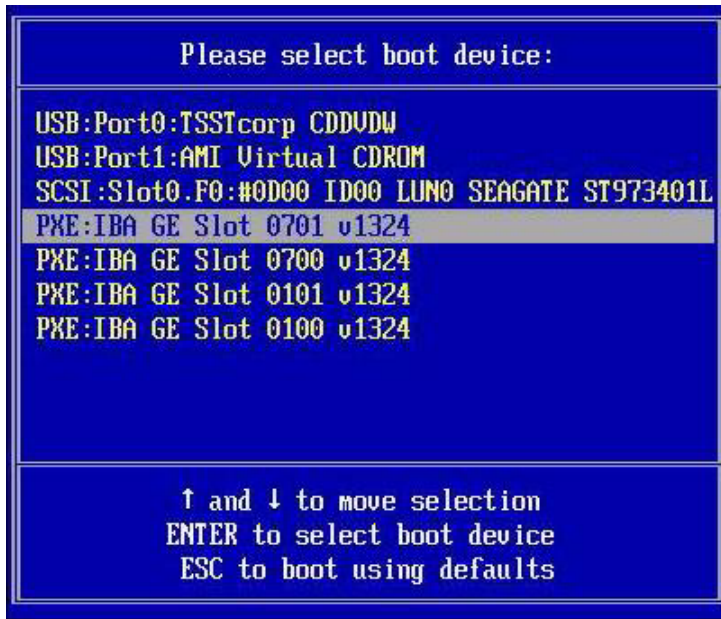 Please select boot device:
USB:Port0:TSSTcorp CDDVDW
USB:Port1:AMI Virtual CDROM
SCSI:Slot0.F0:#0D00 ID00 LUN0 SEAGATE ST973401L
PXE:IBA GE Slot 0701 v1324
PXE:IBA GE Slot 0700 v1324
PXE:IBA GE Slot 0101 v1324
PXE:IBA GE Slot 0100 v1324
↑ and ↓ to move selection
ENTER to select boot device
ESC to boot using defaults